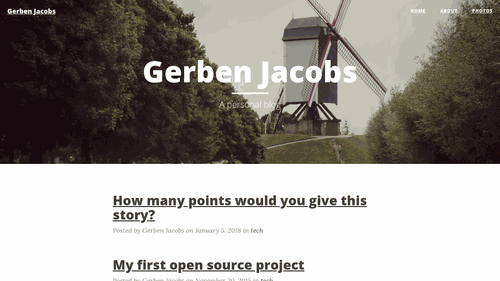 Gerben Jacobs
HOME ABOUT PHOTOS
Gerben Jacobs
A personal blog
How many points would you give this
story?
Posted by Gerben Jacobs on January 5, 2018 in tech
My first open source project
Posted by Gerben Jacobs on November 20, 2015 in tech